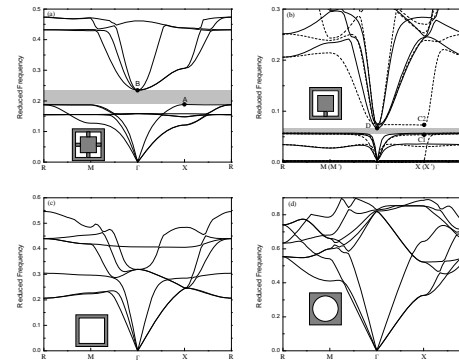 (a)
0.5
0.4
0.3
0.2
0.1
0.0
Reduced Frequency
B
A
R M Γ X R
(b)
0.3
0.2
0.1
0.0
Reduced Frequency
D
C2
C1
R M (M') Γ X (X') R
(c)
0.6
0.5
0.4
0.3
0.2
0.1
0.0
Reduced Frequency
R M Γ X R
(d)
0.8
0.6
0.4
0.2
0.0
Reduced Frequency
R M Γ X R